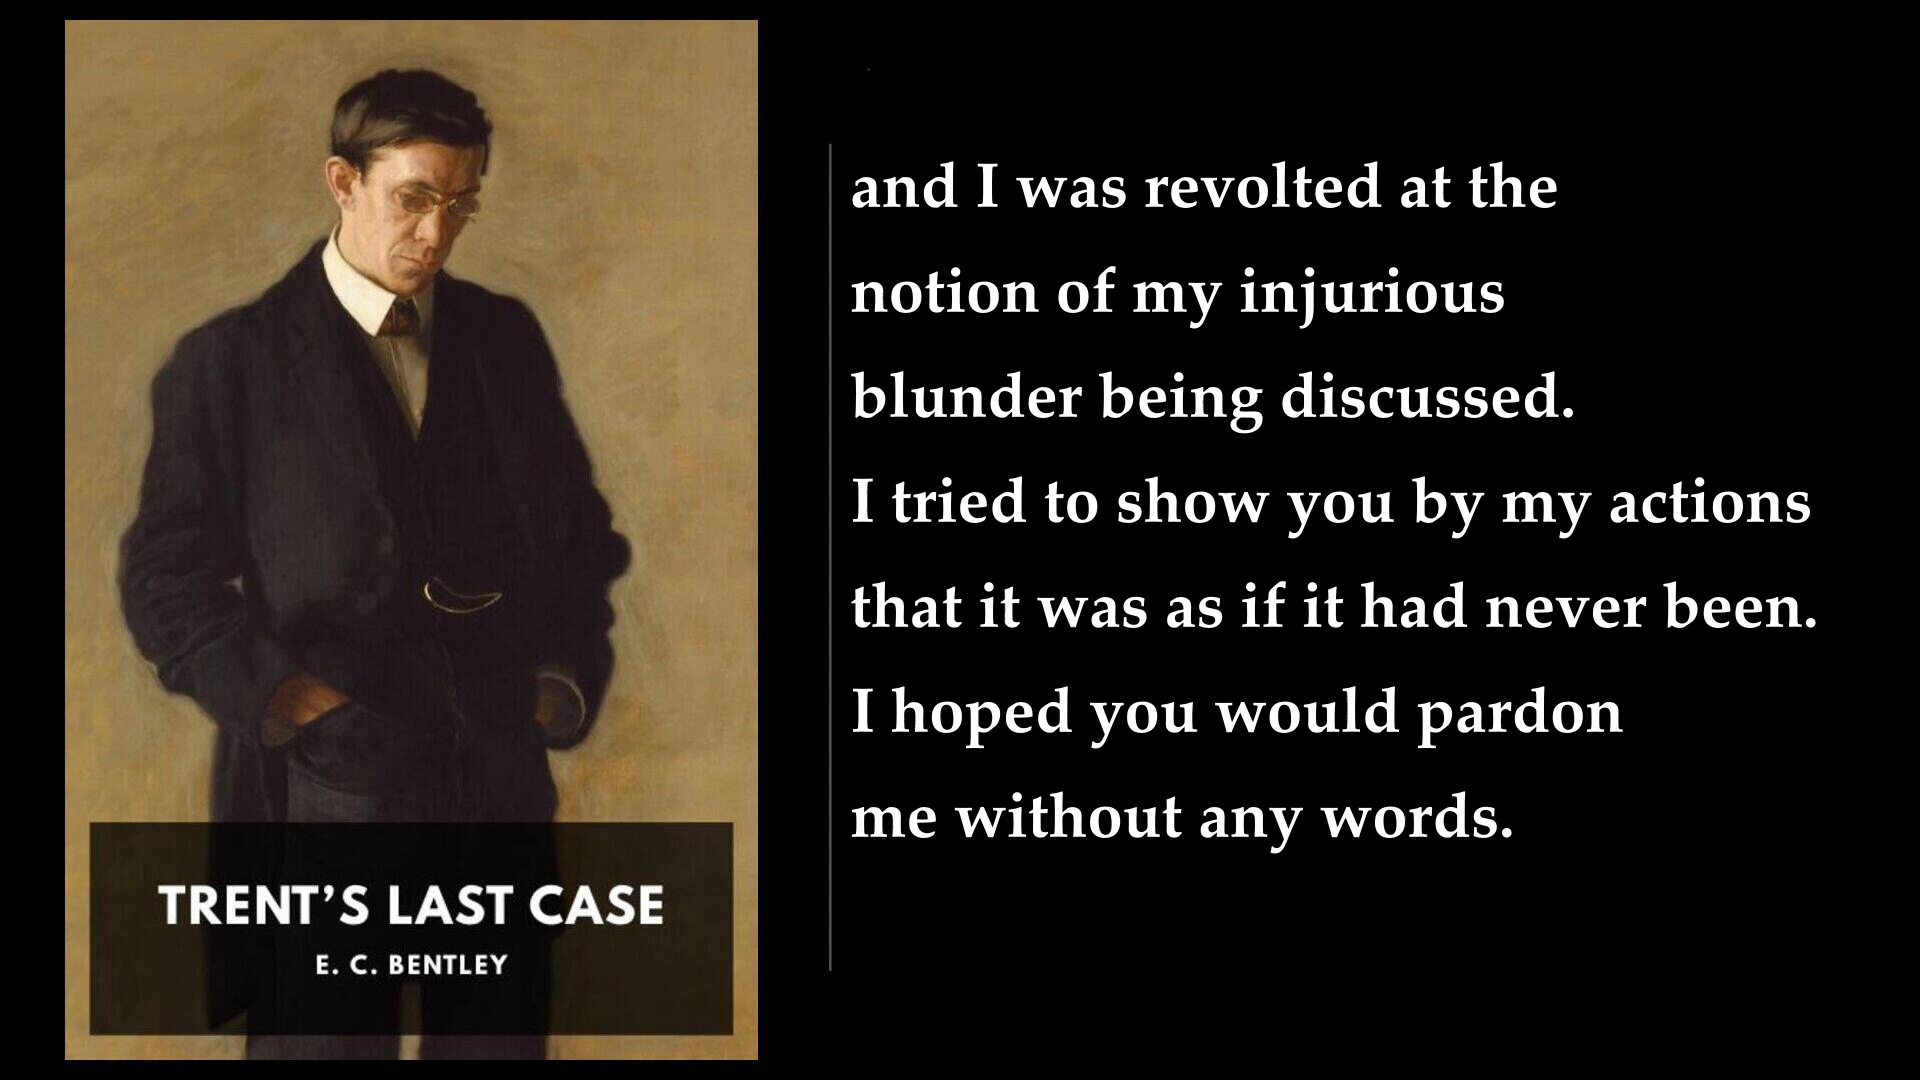 TRENT’S LAST CASE
E. C. BENTLEY
and I was revolted at the
notion of my injurious
blunder being discussed.
I tried to show you by my actions
that it was as if it had never been.
I hoped you would pardon
me without any words.